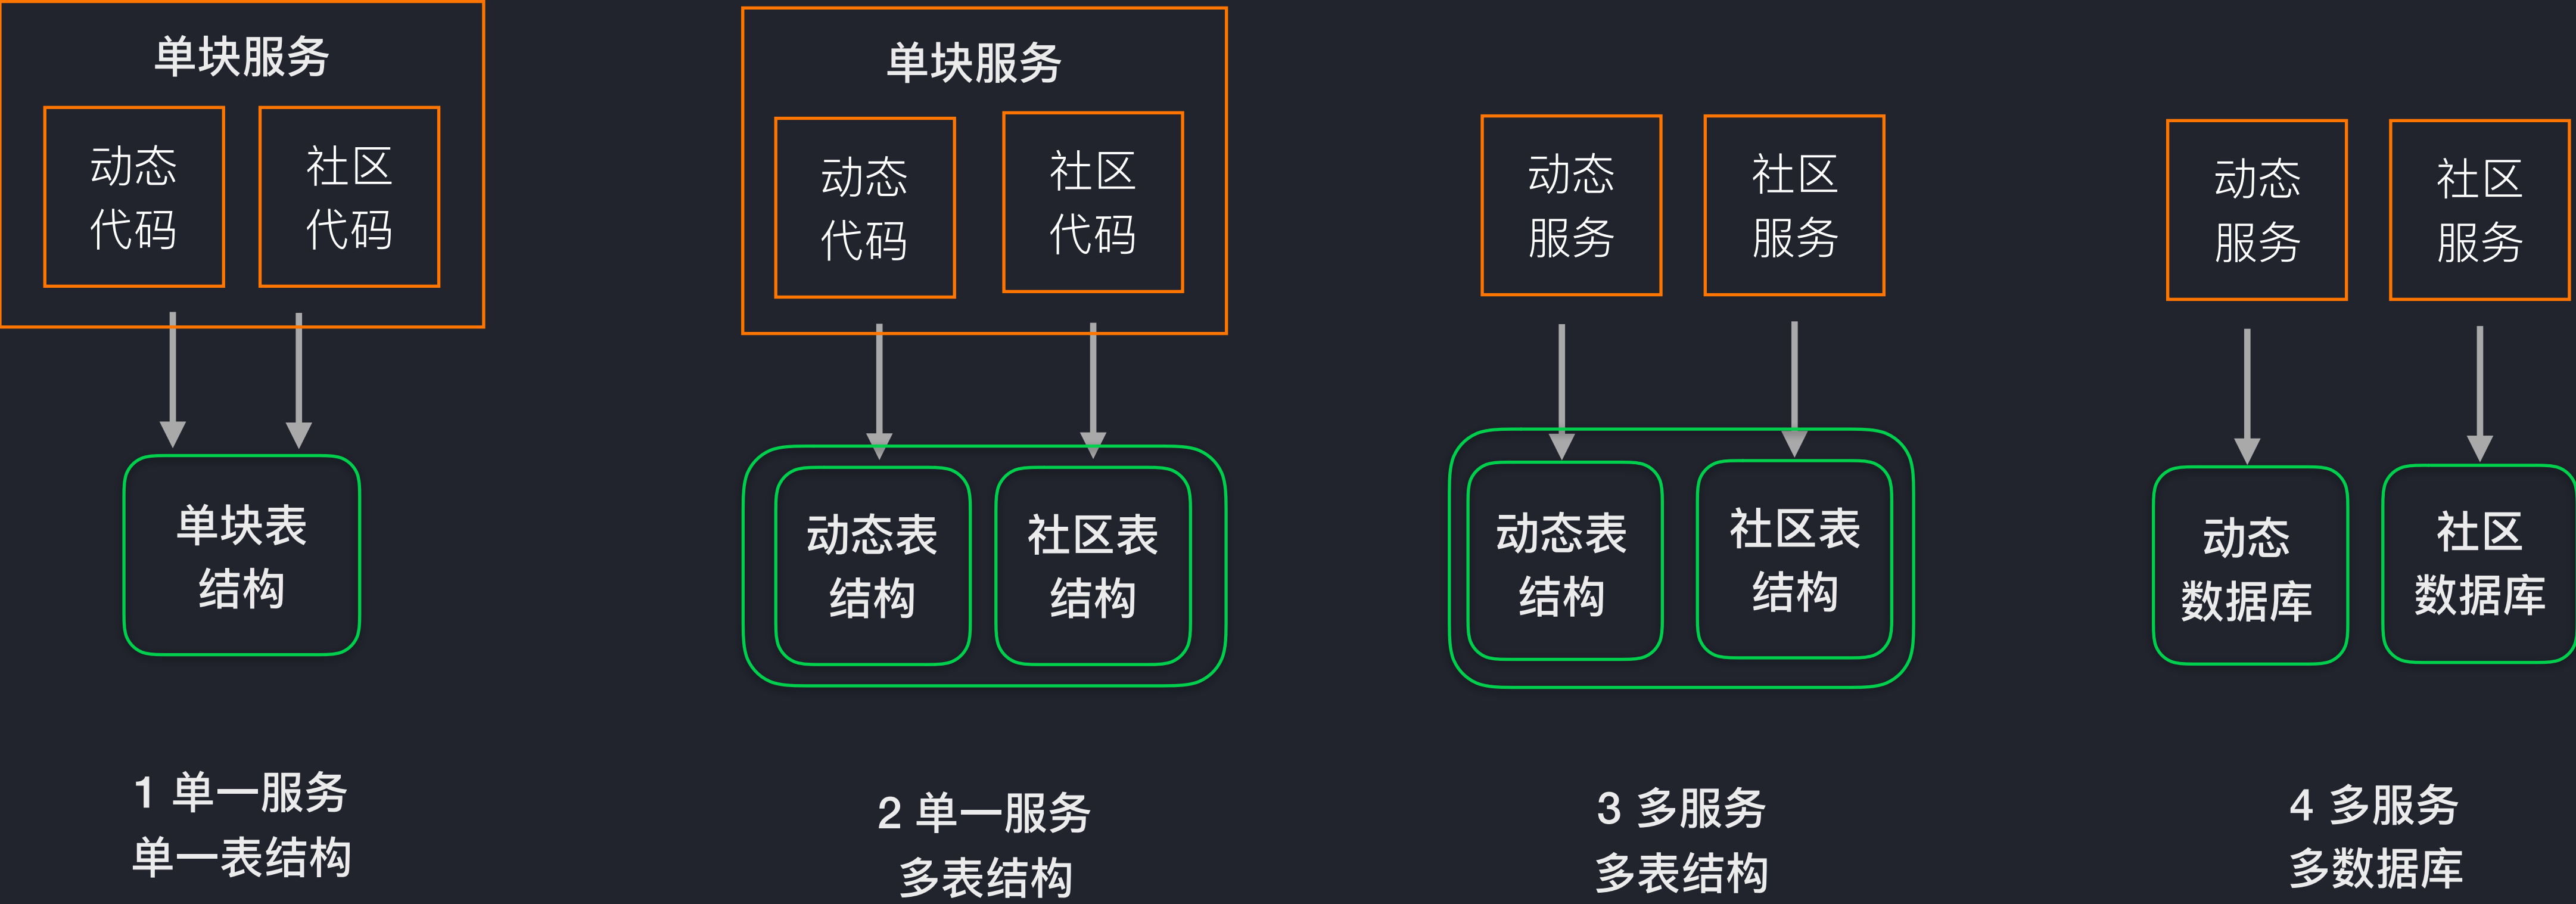 单块服务
动态
代码
社区
代码
单块表
结构
1 单一服务
单一表结构
单块服务
动态
代码
社区
代码
动态表
结构
社区表
结构
2 单一服务
多表结构
动态
服务
社区
服务
动态表
结构
社区表
结构
3 多服务
多表结构
动态
服务
社区
服务
动态
数据库
社区
数据库
4 多服务
多数据库